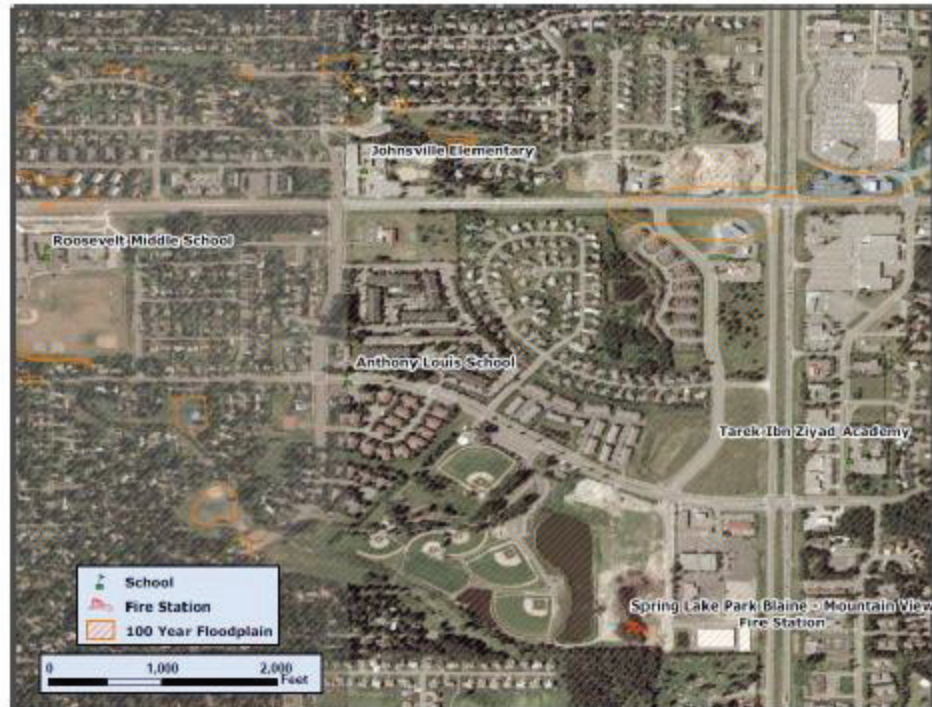 Johnsville Elementary
Roosevelt Middle School
Anthony Louis School
Tarek Ibn Ziyad Academy
Spring Lake Park Blaine - Mountain View
Fire Station
School
Fire Station
100 Year Floodplain
0 1,000 2,000
Feet